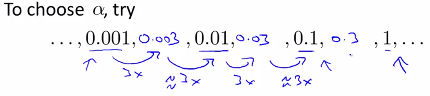 To choose α, try
..., 0.001, 0.003 , 0.01, 0.03 , 0.1, 0.3 , 1, ...
3x ≈3x 3x ≈3x